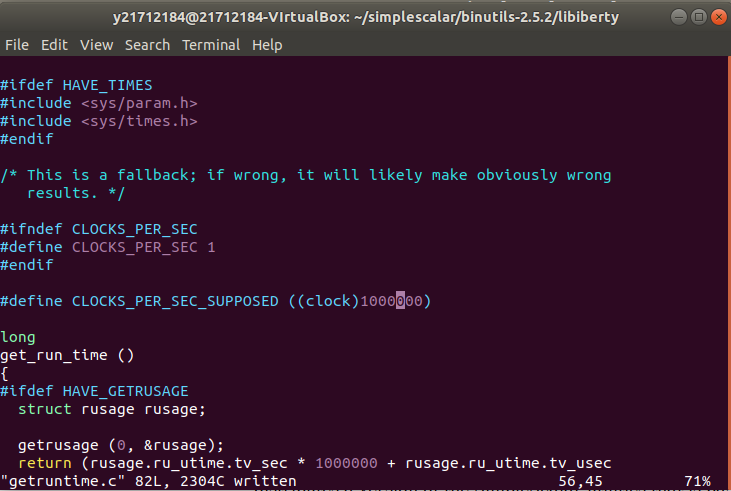 y21712184@21712184-VIrtualBox: ~/simplescalar/binutils-2.5.2/libiberty
File Edit View Search Terminal Help
#ifdef HAVE_TIMES
#include <sys/param.h>
#include <sys/times.h>
#endif
/* This is a fallback; if wrong, it will likely make obviously wrong
   results. */
#ifndef CLOCKS_PER_SEC
#define CLOCKS_PER_SEC 1
#endif
#define CLOCKS_PER_SEC_SUPPOSED ((clock)1000000)
long
get_run_time ()
{
#ifdef HAVE_GETRUSAGE
  struct rusage rusage;
  getrusage (0, &rusage);
  return (rusage.ru_utime.tv_sec * 1000000 + rusage.ru_utime.tv_usec
"getruntime.c" 82L, 2304C written 56,45 71%